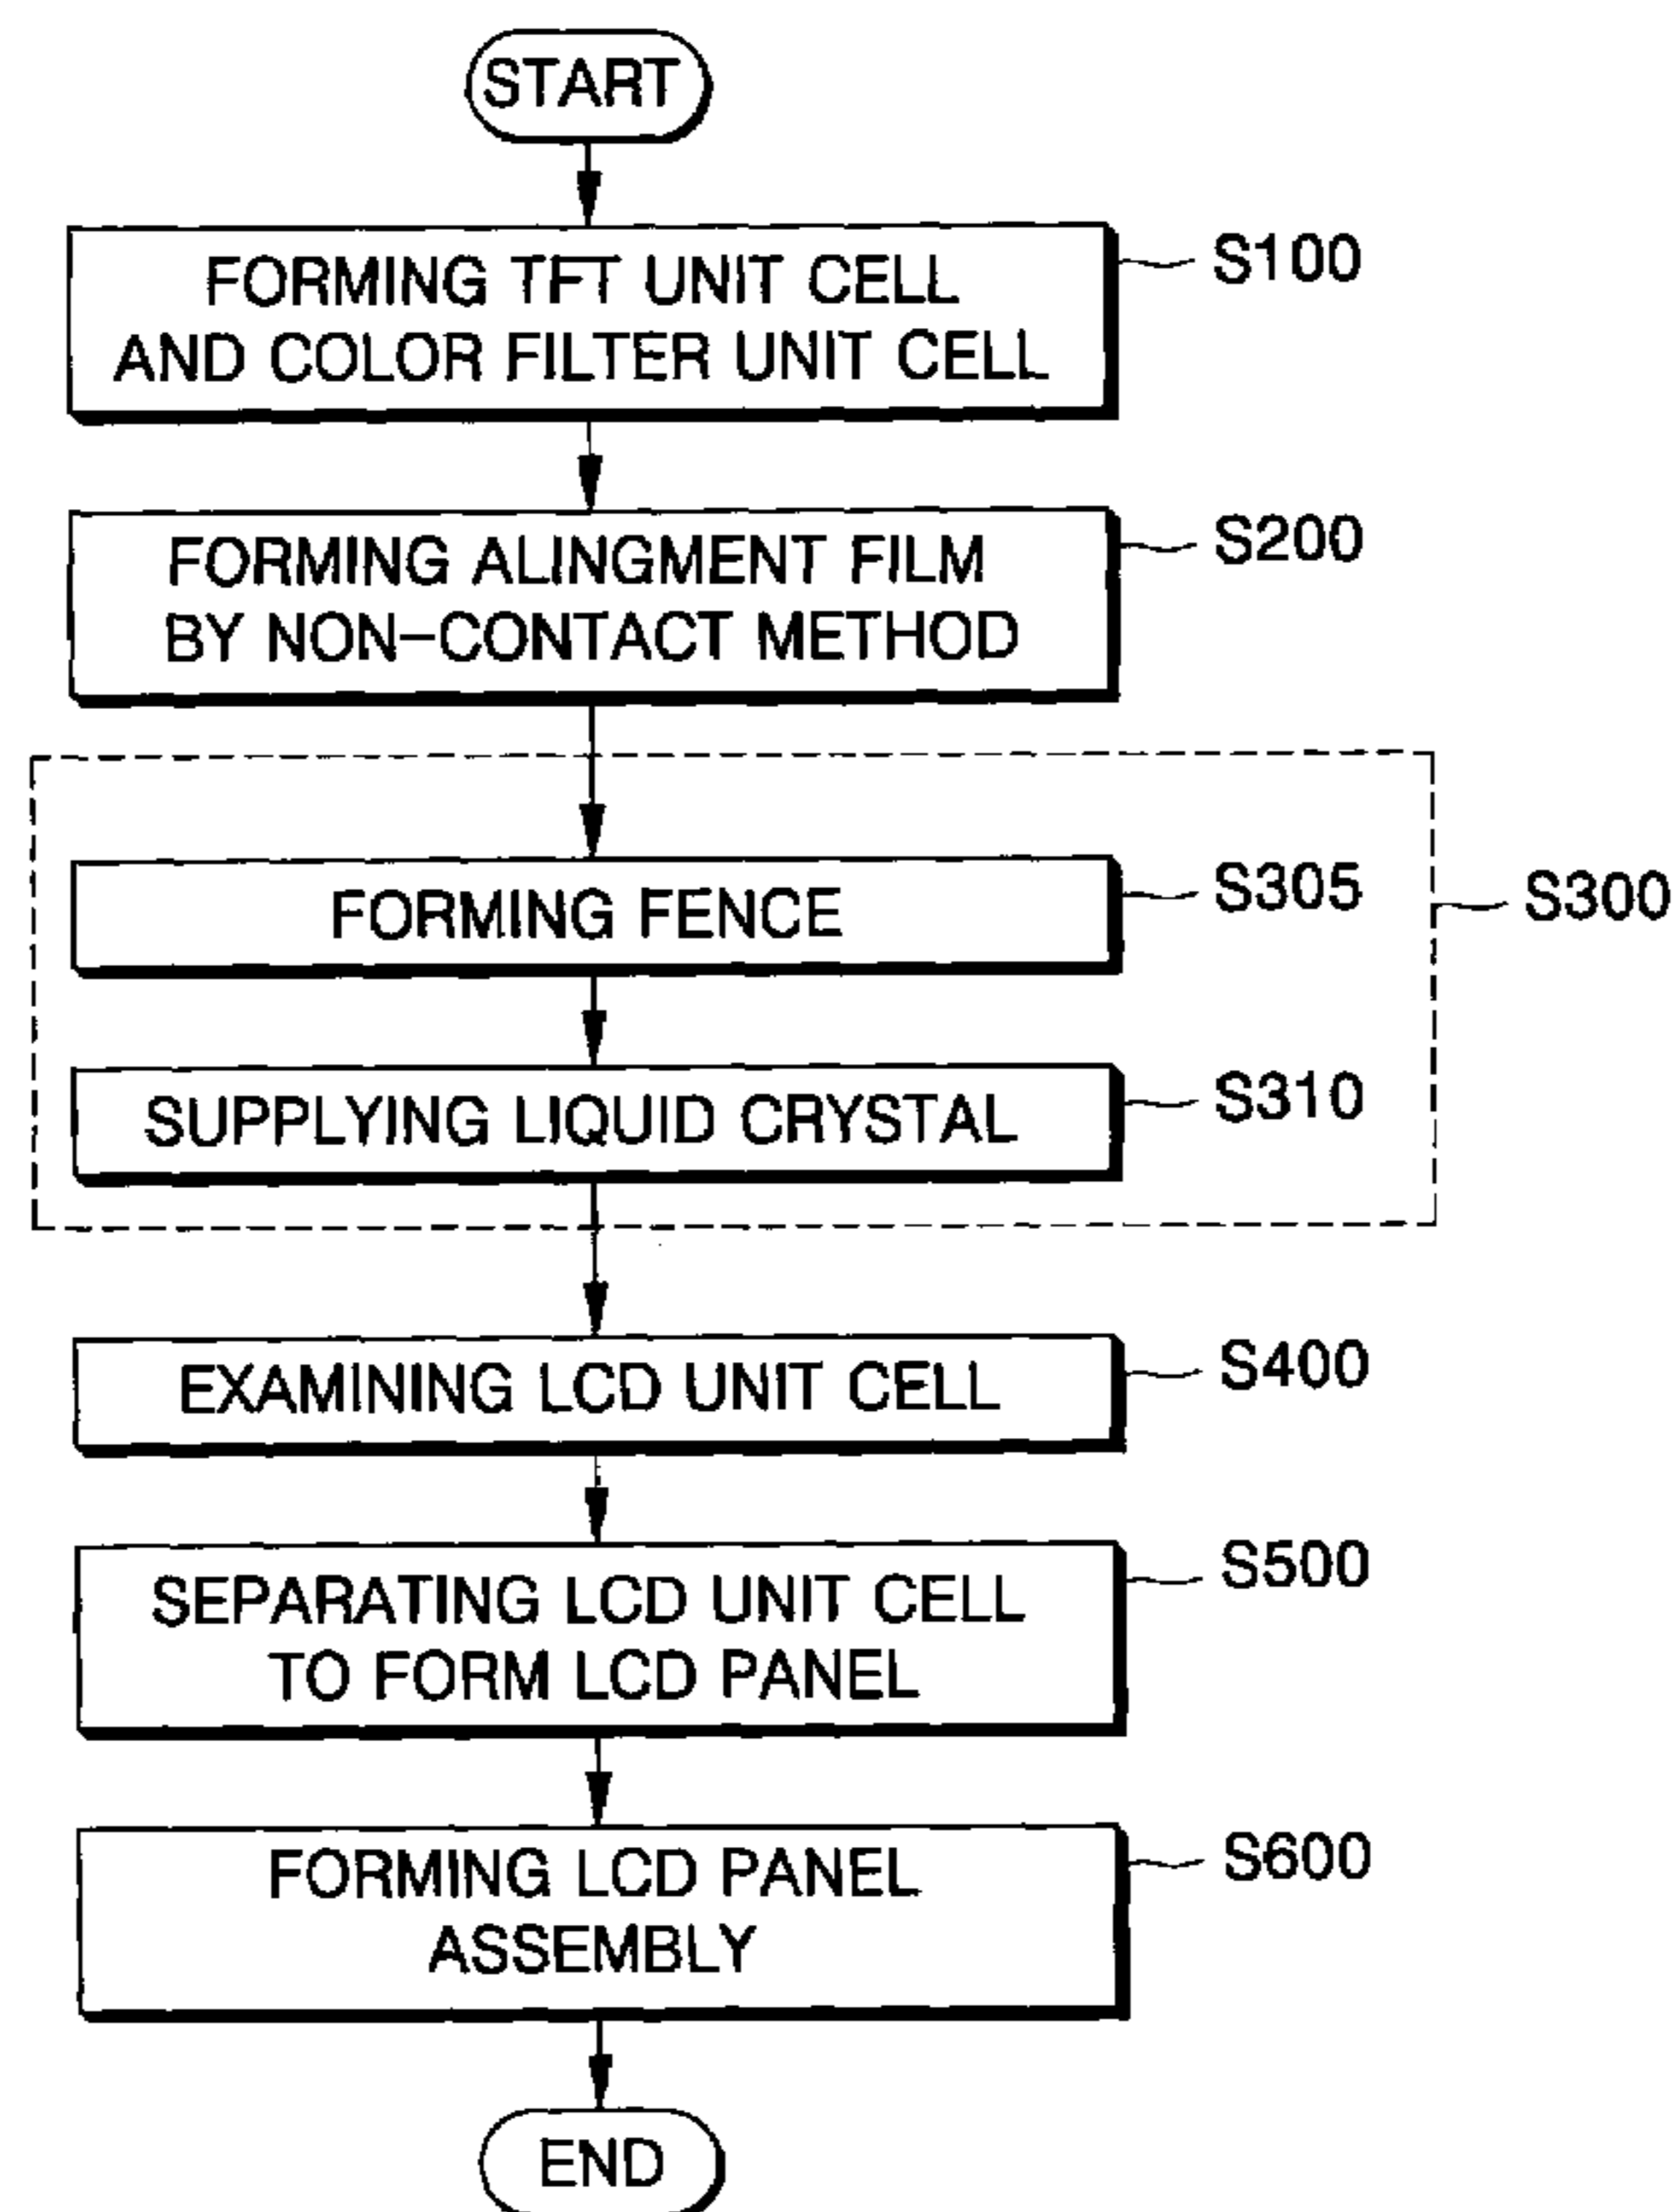 START
FORMING TFT UNIT CELL
AND COLOR FILTER UNIT CELL
S100
FORMING ALINGMENT FILM
BY NON-CONTACT METHOD
S200
FORMING FENCE
S305
S300
SUPPLYING LIQUID CRYSTAL
S310
EXAMINING LCD UNIT CELL
S400
SEPARATING LCD UNIT CELL
TO FORM LCD PANEL
S500
FORMING LCD PANEL
ASSEMBLY
S600
END